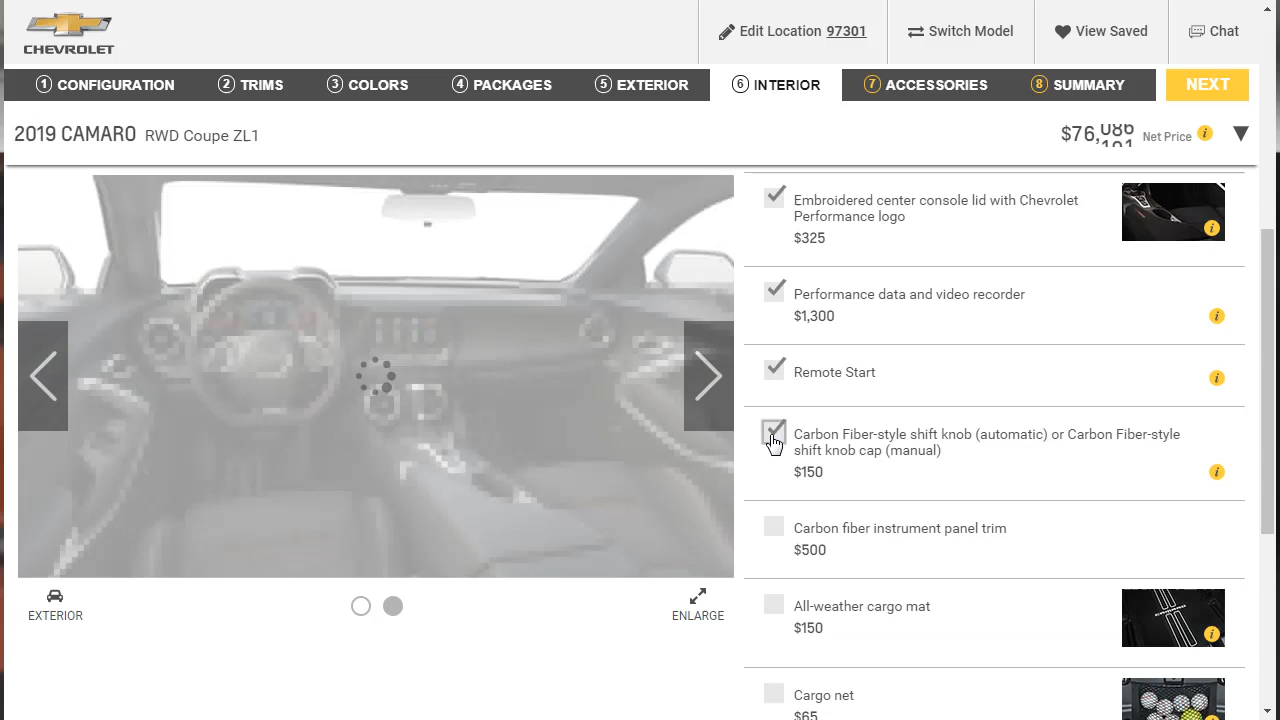 CHEVROLET
Edit Location 97301
Switch Model
View Saved
Chat
1 CONFIGURATION
2 TRIMS
3 COLORS
4 PACKAGES
5 EXTERIOR
6 INTERIOR
7 ACCESSORIES
8 SUMMARY
NEXT
2019 CAMARO RWD Coupe ZL1
$76, Net Price i
Embroidered center console lid with Chevrolet
Performance logo
$325
i
Performance data and video recorder
$1,300
i
Remote Start
i
Carbon Fiber-style shift knob (automatic) or Carbon Fiber-style
shift knob cap (manual)
$150
i
Carbon fiber instrument panel trim
$500
All-weather cargo mat
$150
i
Cargo net
$65
EXTERIOR
ENLARGE